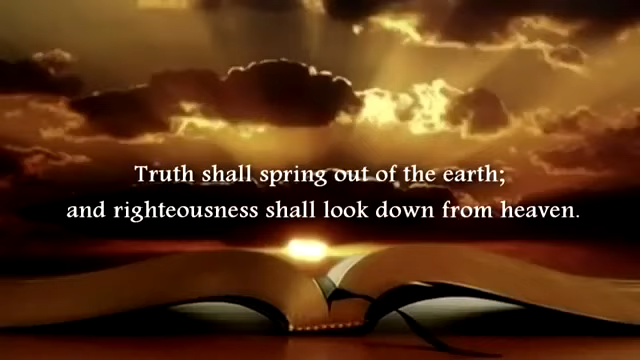 Truth shall spring out of the earth;
and righteousness shall look down from heaven.